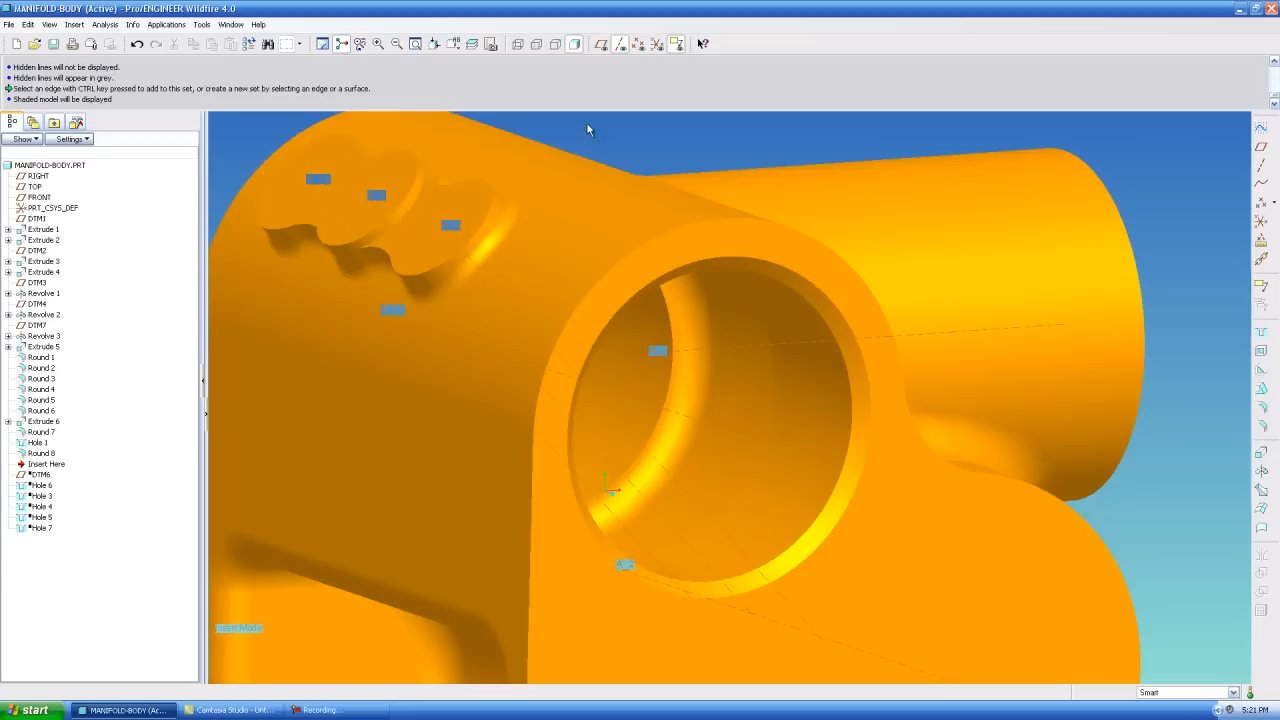 MANIFOLD-BODY (Active) - Pro/ENGINEER Wildfire 4.0
File Edit View Insert Analysis Info Applications Tools Window Help
Hidden lines will not be displayed.
Hidden lines will appear in grey.
Select an edge with CTRL key pressed to add to this set, or create a new set by selecting an edge or a surface.
Shaded model will be displayed
Show Settings
MANIFOLD-BODY.PRT
RIGHT
TOP
FRONT
PRT_CSYS_DEF
DTM1
Extrude 1
Extrude 2
DTM2
Extrude 3
Extrude 4
DTM3
Revolve 1
DTM4
Revolve 2
DTM7
Revolve 3
Extrude 5
Round 1
Round 2
Round 3
Round 4
Round 5
Round 6
Extrude 6
Round 7
Hole 1
Round 8
Insert Here
DTM6
Hole 6
Hole 3
Hole 4
Hole 5
Hole 7
A_2
Insert Mode
Smart
start
MANIFOLD-BODY (Ac...
Camtasia Studio - Unt...
Recording...
5:21 PM